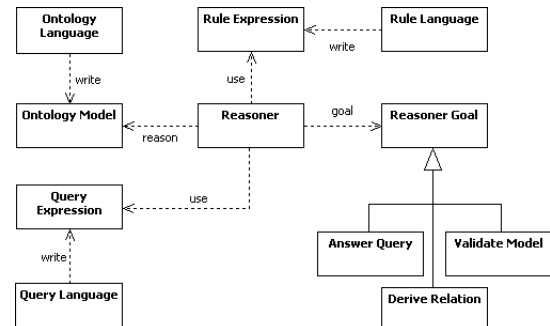 Ontology
Language
Rule Expression
Rule Language
write
use
write
Ontology Model
Reasoner
Reasoner Goal
reason
goal
Query
Expression
use
write
Answer Query
Validate Model
Query Language
Derive Relation